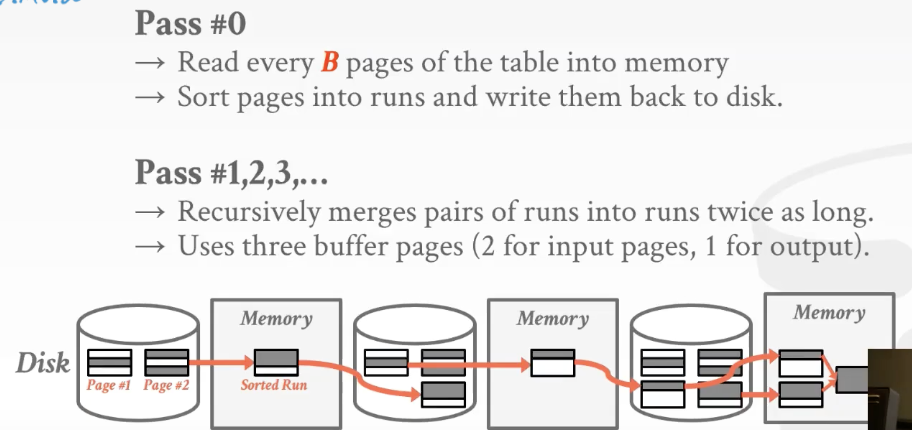 Pass #0
→ Read every B pages of the table into memory
→ Sort pages into runs and write them back to disk.
Pass #1,2,3,...
→ Recursively merges pairs of runs into runs twice as long.
→ Uses three buffer pages (2 for input pages, 1 for output).
Memory
Memory
Memory
Disk
Page #1 Page #2
Sorted Run